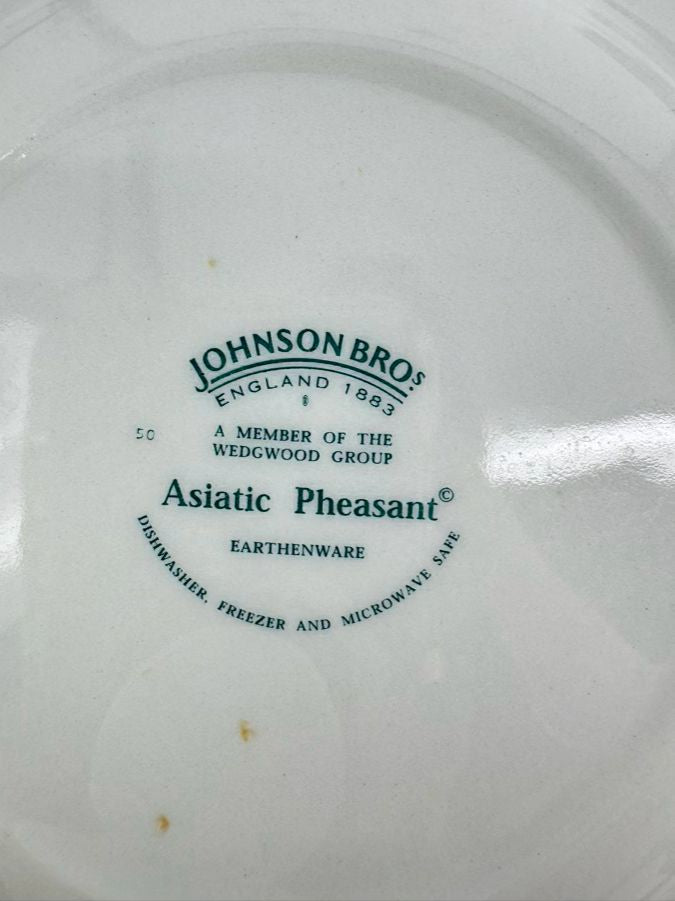 JOHNSON BROS
ENGLAND 1883
50
A MEMBER OF THE
WEDGWOOD GROUP
Asiatic Pheasant©
EARTHENWARE
DISHWASHER, FREEZER AND MICROWAVE SAFE